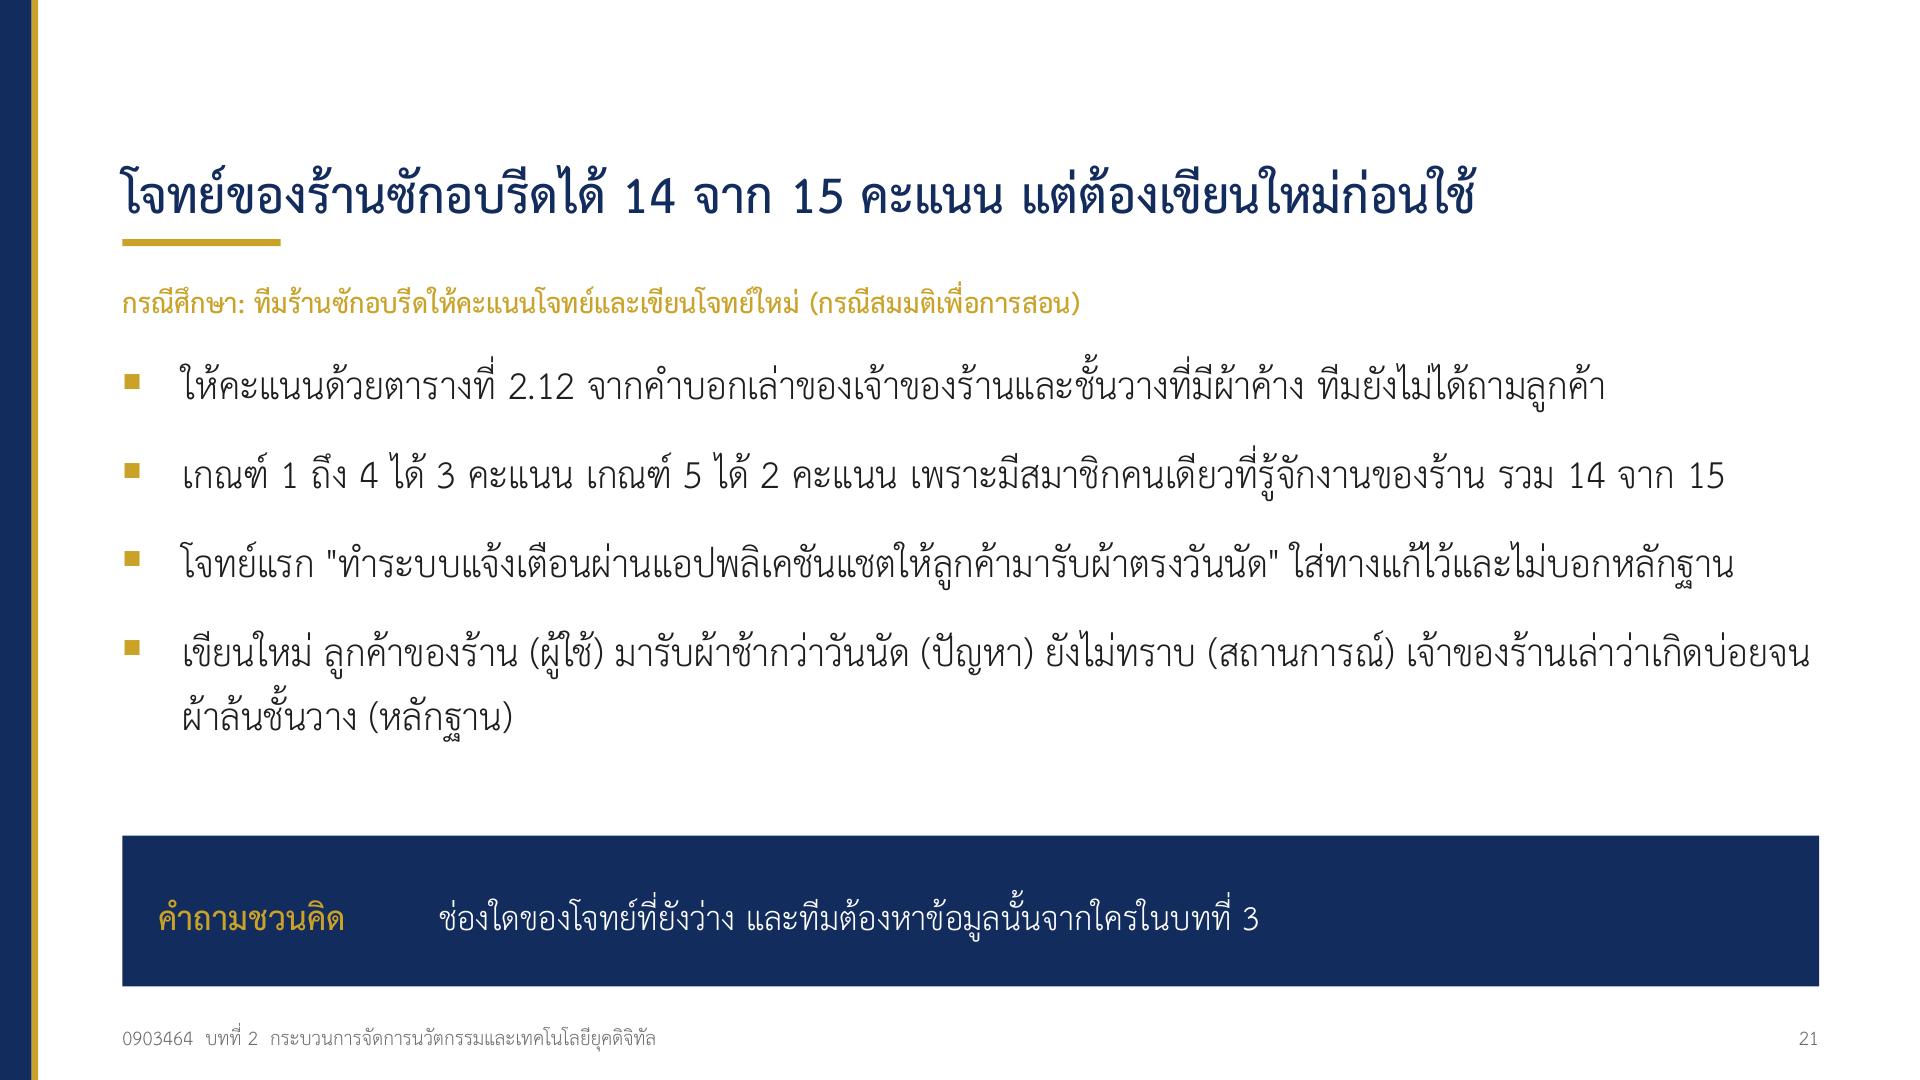 โจทย์ของร้านซักอบรีดได้ 14 จาก 15 คะแนน แต่ต้องเขียนใหม่ก่อนใช้
กรณีศึกษา: ทีมร้านซักอบรีดให้คะแนนโจทย์และเขียนโจทย์ใหม่ (กรณีสมมติเพื่อการสอน)
ให้คะแนนด้วยตารางที่ 2.12 จากคำบอกเล่าของเจ้าของร้านและชั้นวางที่มีผ้าค้าง ทีมยังไม่ได้ถามลูกค้า
เกณฑ์ 1 ถึง 4 ได้ 3 คะแนน เกณฑ์ 5 ได้ 2 คะแนน เพราะมีสมาชิกคนเดียวที่รู้จักงานของร้าน รวม 14 จาก 15
โจทย์แรก "ทำระบบแจ้งเตือนผ่านแอปพลิเคชันแชตให้ลูกค้ามารับผ้าตรงวันนัด" ใส่ทางแก้ไว้และไม่บอกหลักฐาน
เขียนใหม่ ลูกค้าของร้าน (ผู้ใช้) มารับผ้าช้ากว่าวันนัด (ปัญหา) ยังไม่ทราบ (สถานการณ์) เจ้าของร้านเล่าว่าเกิดบ่อยจน
ผ้าล้นชั้นวาง (หลักฐาน)
คำถามชวนคิด ช่องใดของโจทย์ที่ยังว่าง และทีมต้องหาข้อมูลนั้นจากใครในบทที่ 3
0903464 บทที่ 2 กระบวนการจัดการนวัตกรรมและเทคโนโลยียุคดิจิทัล 21